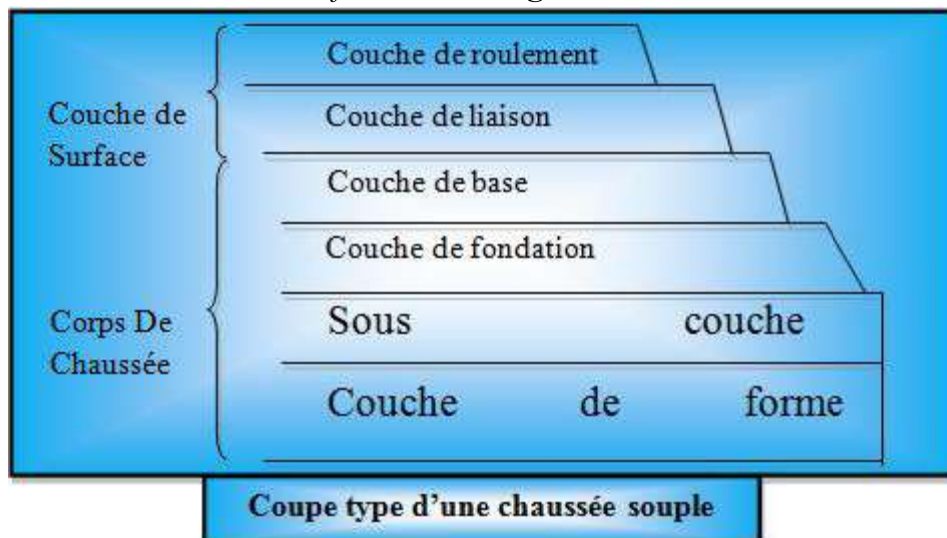 Couche de roulement
Couche de liaison
Couche de
Surface
Couche de base
Couche de fondation
Sous couche
Corps De
Chaussée
Couche de forme
Coupe type d'une chaussée souple